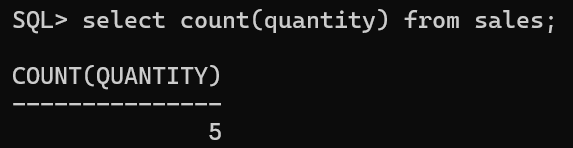 SQL> select count(quantity) from sales;
COUNT(QUANTITY)
---------------
5